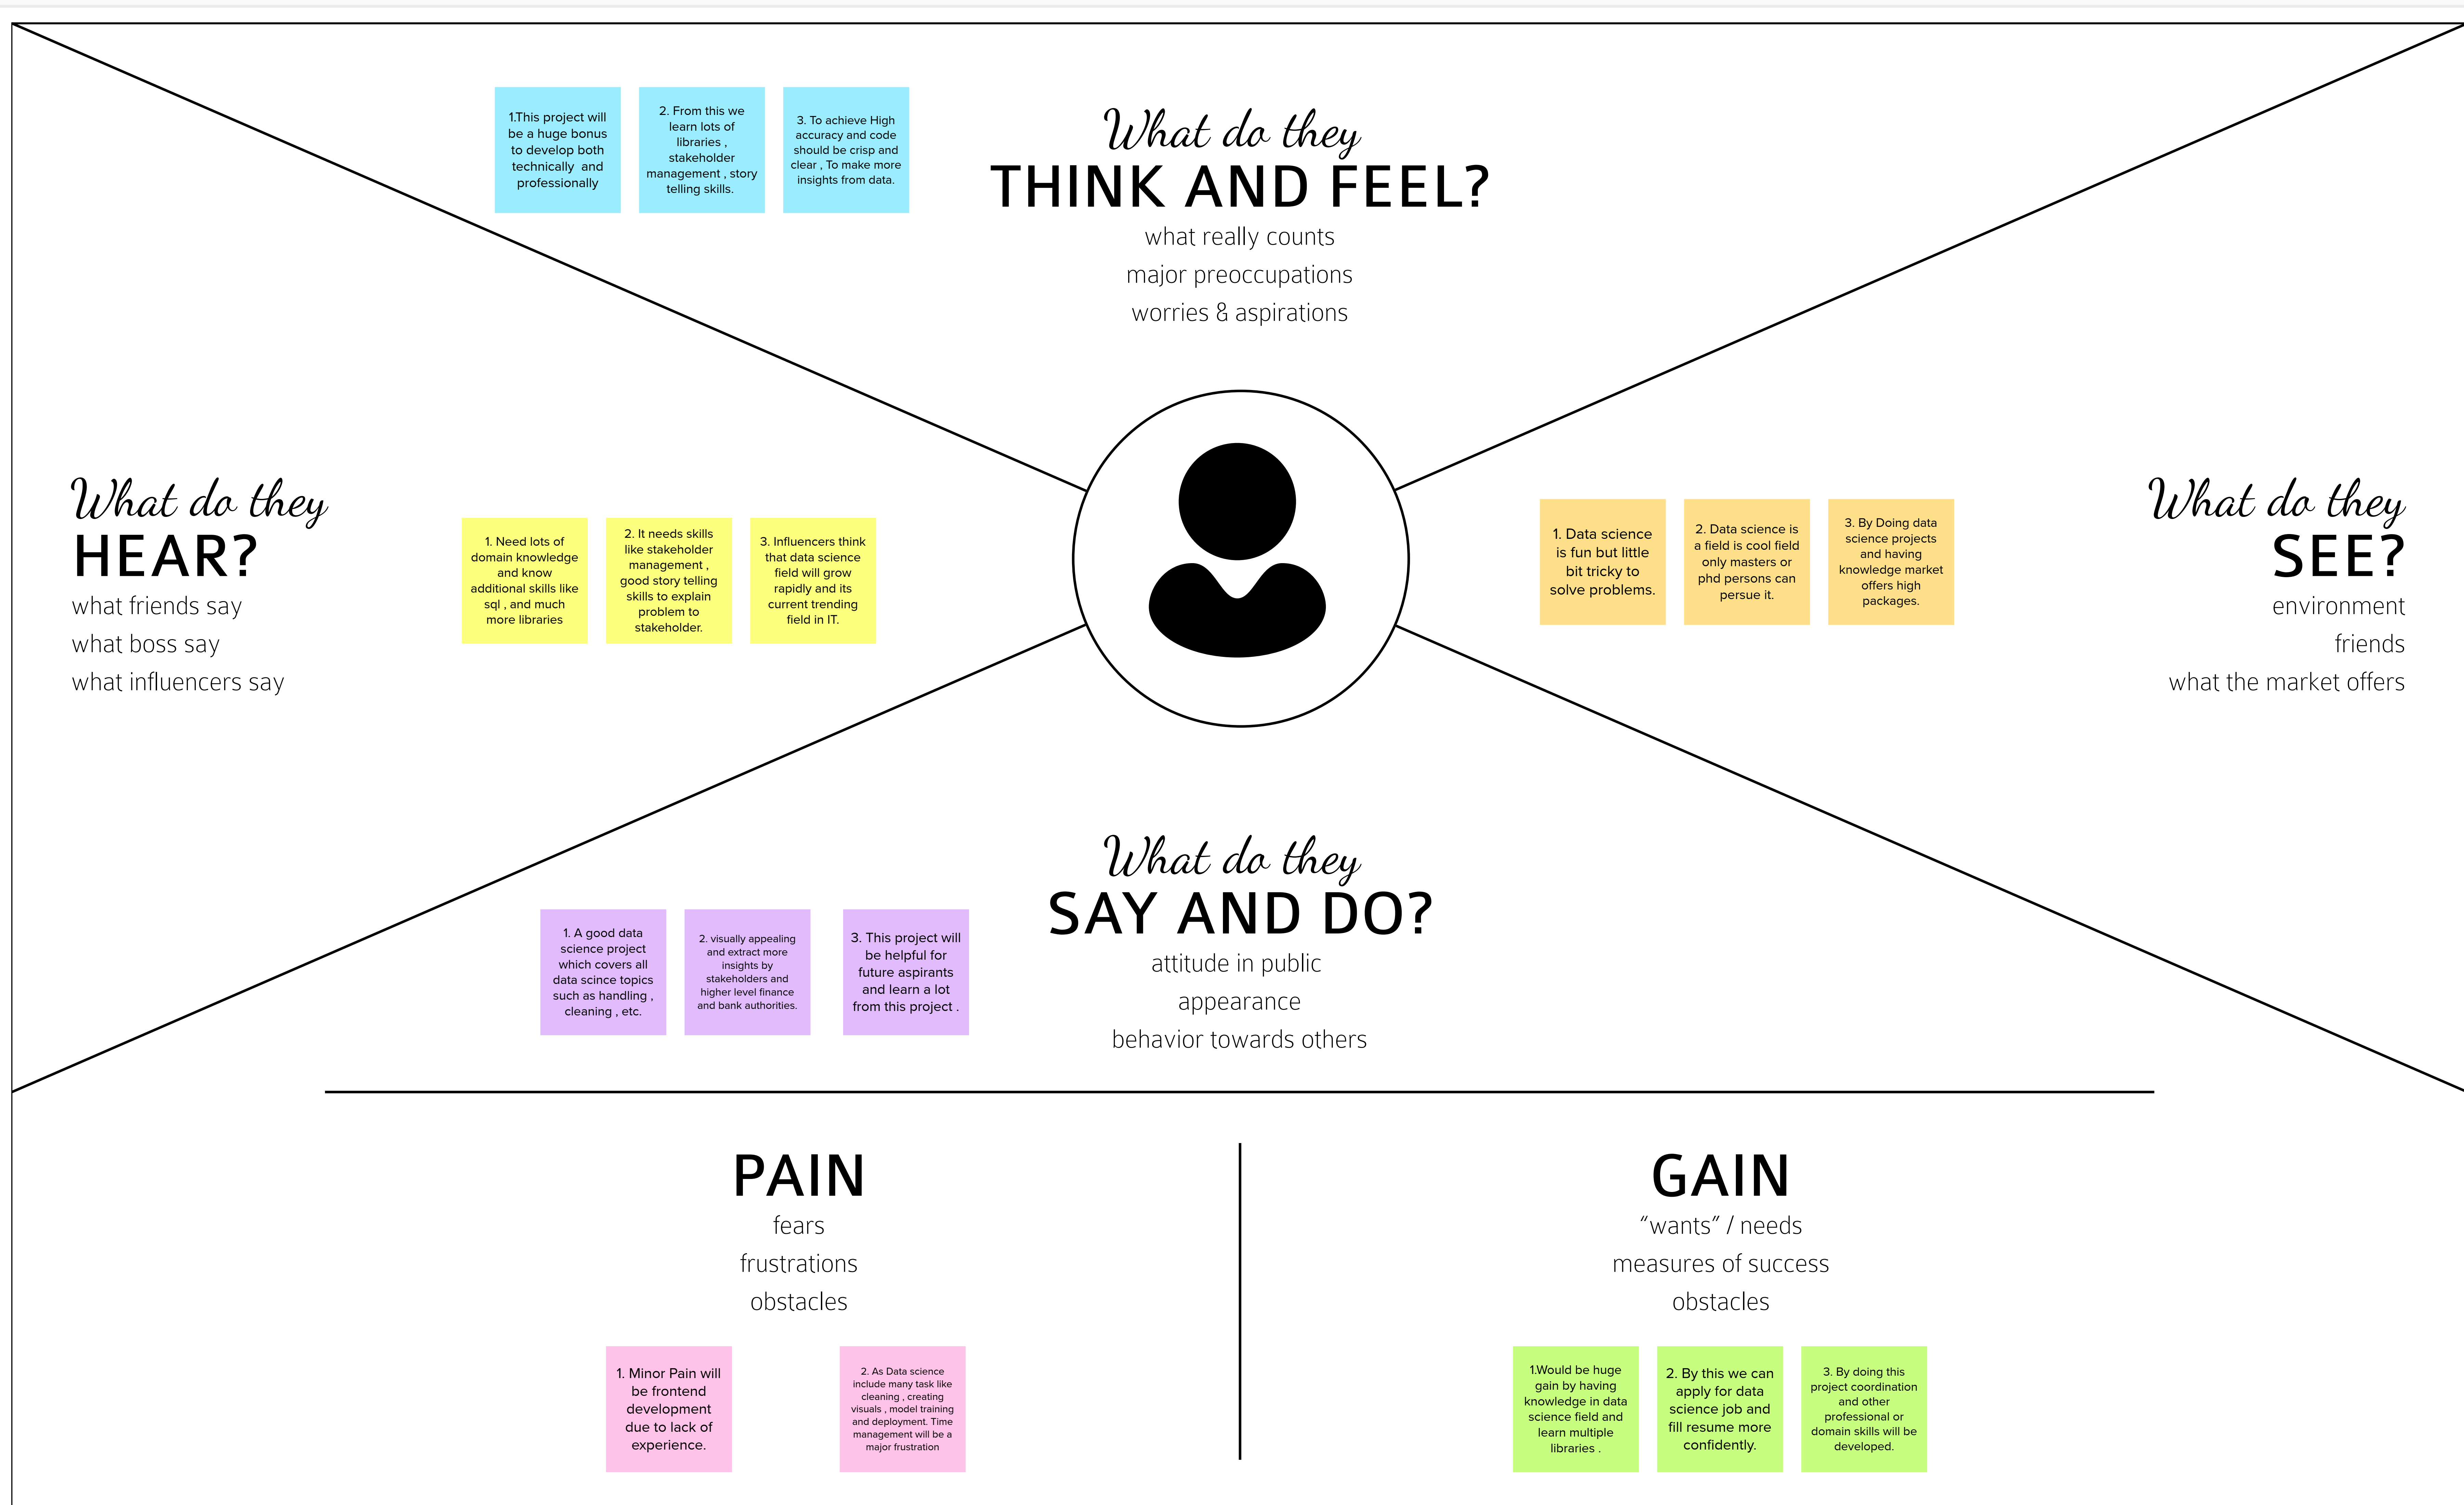 1.This project will
be a huge bonus
to develop both
technically and
professionally
2. From this we
learn lots of
libraries ,
stakeholder
management , story
telling skills.
3. To achieve High
accuracy and code
should be crisp and
clear , To make more
insights from data.
What do they
THINK AND FEEL?
what really counts
major preoccupations
worries & aspirations
What do they
HEAR?
what friends say
what boss say
what influencers say
1. Need lots of
domain knowledge
and know
additional skills like
sql , and much
more libraries
2. It needs skills
like stakeholder
management ,
good story telling
skills to explain
problem to
stakeholder.
3. Influencers think
that data science
field will grow
rapidly and its
current trending
field in IT.
1. Data science
is fun but little
bit tricky to
solve problems.
2. Data science is
a field is cool field
only masters or
phd persons can
persue it.
3. By Doing data
science projects
and having
knowledge market
offers high
packages.
What do they
SEE?
environment
friends
what the market offers
1. A good data
science project
which covers all
data scince topics
such as handling ,
cleaning , etc.
2. visually appealing
and extract more
insights by
stakeholders and
higher level finance
and bank authorities.
3. This project will
be helpful for
future aspirants
and learn a lot
from this project .
What do they
SAY AND DO?
attitude in public
appearance
behavior towards others
PAIN
fears
frustrations
obstacles
1. Minor Pain will
be frontend
development
due to lack of
experience.
2. As Data science
include many task like
cleaning , creating
visuals , model training
and deployment. Time
management will be a
major frustration
GAIN
“wants” / needs
measures of success
obstacles
1.Would be huge
gain by having
knowledge in data
science field and
learn multiple
libraries .
2. By this we can
apply for data
science job and
fill resume more
confidently.
3. By doing this
project coordination
and other
professional or
domain skills will be
developed.